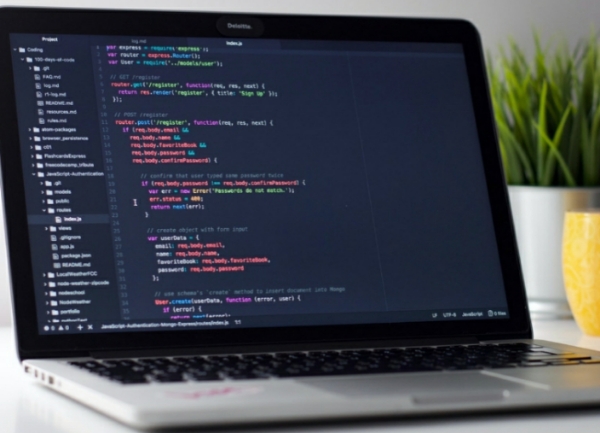 Deloitte.
Project
log.md
index.js
Coding
100-days-of-code
.git
FAQ.md
log.md
r1-log.md
README.md
resources.md
rules.md
atom-packages
browser_persistence
c01
FlashcardsExpress
freecodecamp_tribute
JavaScript-Authentication
.git
models
public
routes
index.js
views
.gitignore
app.js
package.json
README.md
LocalWeatherFCC
node-weather-zipcode
nodeschool
NodeWeather
portfolio
var express = require('express');
var router = express.Router();
var User = require('../models/user');
// GET /register
router.get('/register', function(req, res, next) {
return res.render('register', { title: 'Sign Up' });
});
// POST /register
router.post('/register', function(req, res, next) {
if (req.body.email &&
req.body.name &&
req.body.favoriteBook &&
req.body.password &&
req.body.confirmPassword) {
// confirm that user typed same password twice
if (req.body.password !== req.body.confirmPassword) {
var err = new Error('Passwords do not match.');
err.status = 400;
return next(err);
}
// create object with form input
var userData = {
email: req.body.email,
name: req.body.name,
favoriteBook: req.body.favoriteBook,
password: req.body.password
};
// use schema's 'create' method to insert document into Mongo
User.create(userData, function (error, user) {
if (error) {
return next(error);
JavaScript-Authentication-Mongo-Express/routes/index.js 1:1
LF UTF-8 JavaScript 0 files